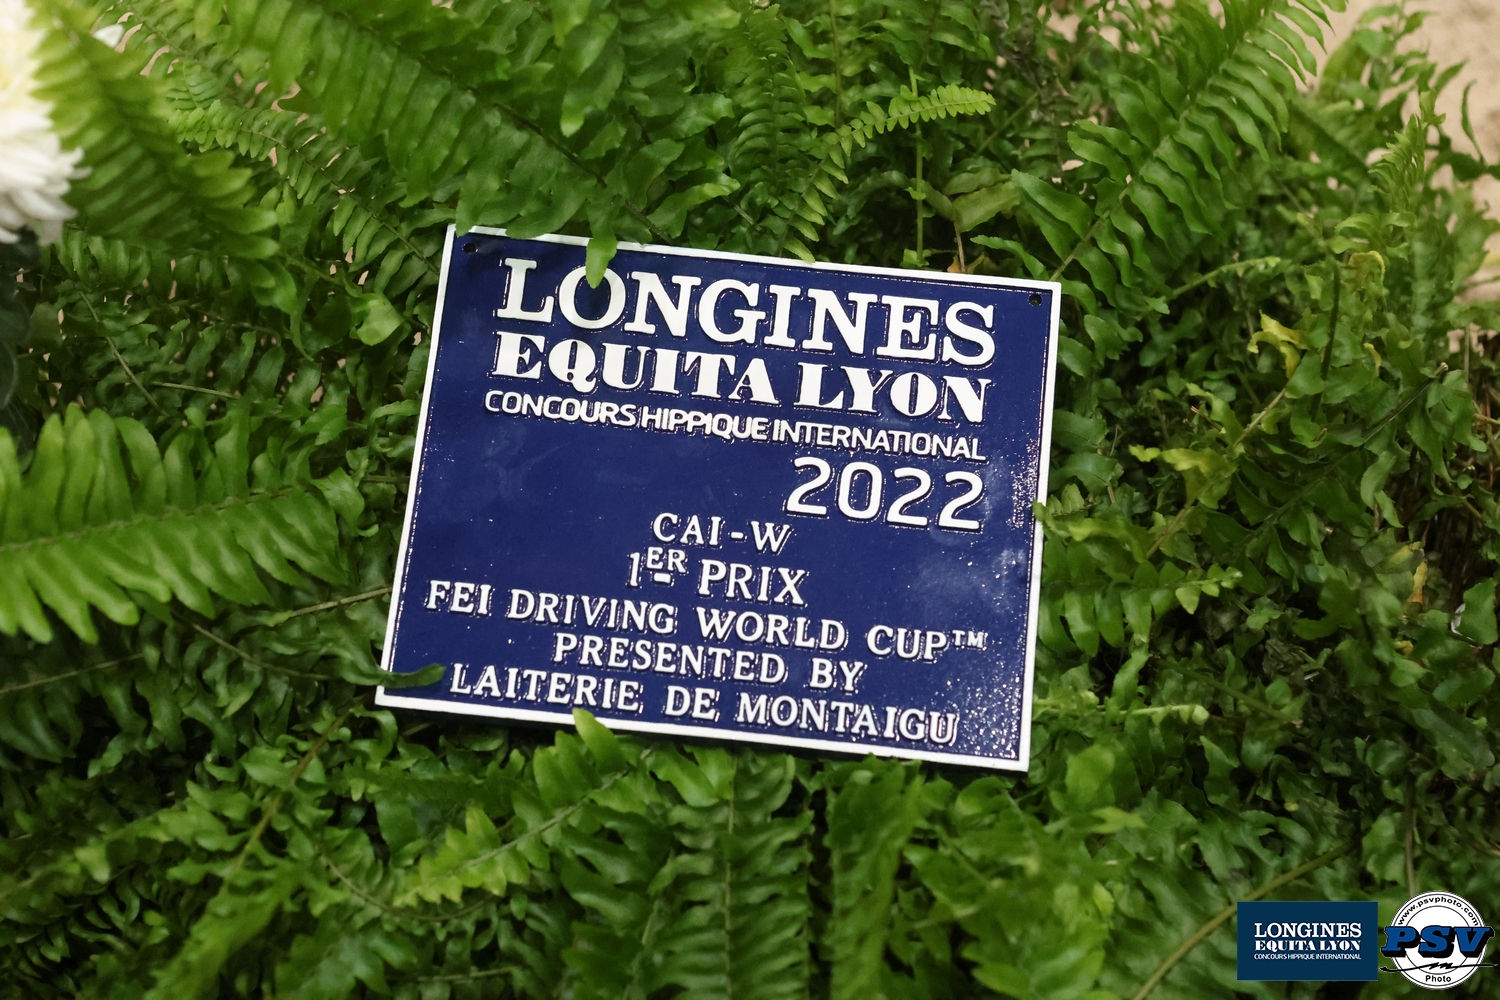 LONGINES
EQUITA LYON
CONCOURS HIPPIQUE INTERNATIONAL
2022
CAI-W
1ER PRIX
FEI DRIVING WORLD CUP™
PRESENTED BY
LAITERIE DE MONTAIGU
LONGINES
EQUITA LYON
CONCOURS HIPPIQUE INTERNATIONAL
www.psvphoto.com
PSV
Photo